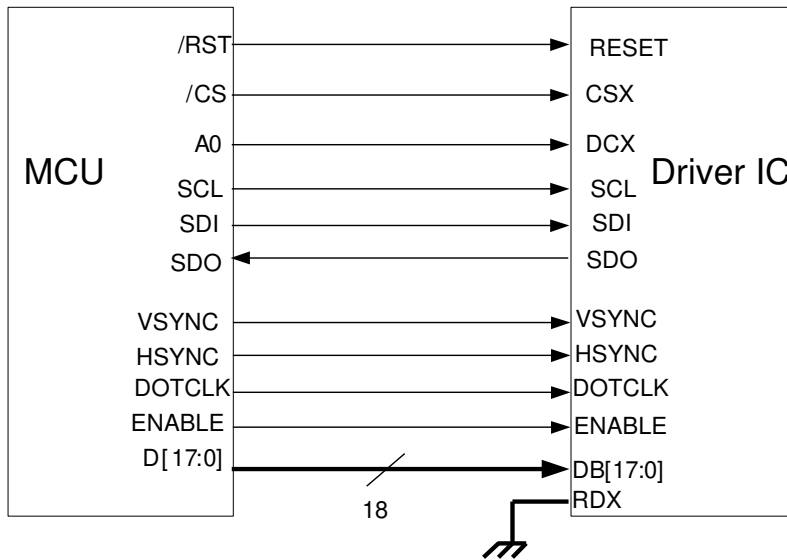 /RST RESET
/CS CSX
A0 DCX
MCU Driver IC
SCL SCL
SDI SDI
SDO SDO
VSYNC VSYNC
HSYNC HSYNC
DOTCLK DOTCLK
ENABLE ENABLE
D[17:0] DB[17:0]
18 RDX